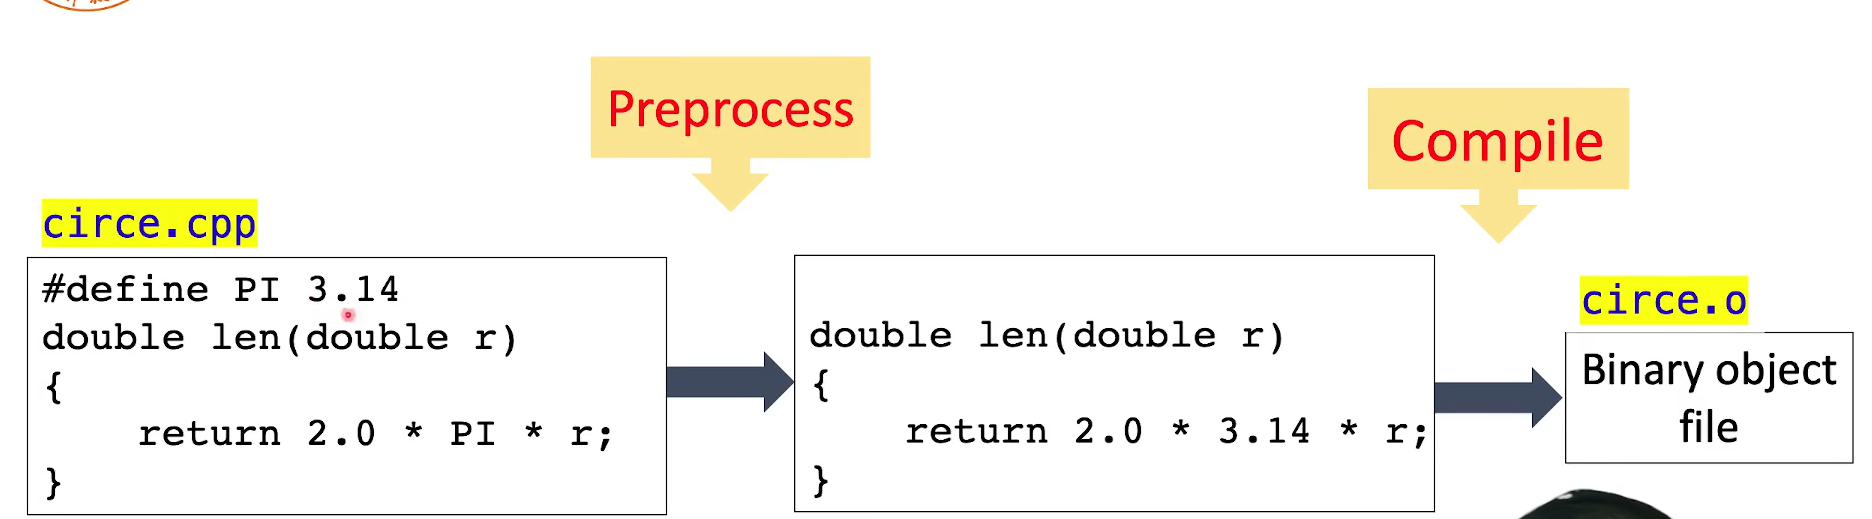 Preprocess
Compile
circe.cpp
#define PI 3.14
double len(double r)
{
    return 2.0 * PI * r;
}
double len(double r)
{
    return 2.0 * 3.14 * r;
}
circe.o
Binary object
file